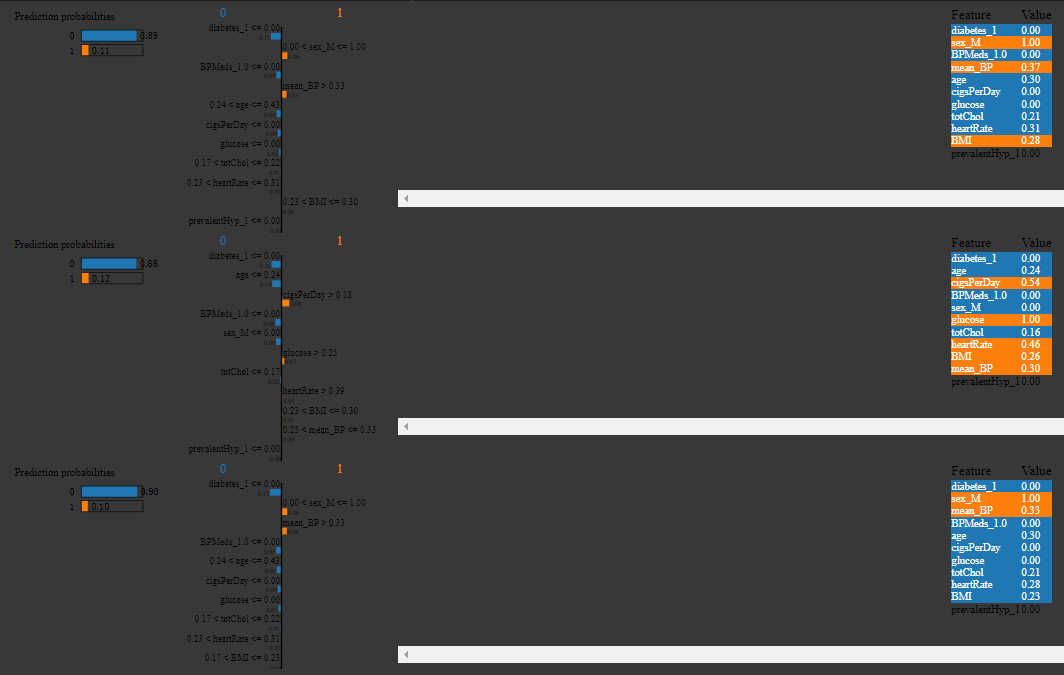 Prediction probabilities
0 0.89
1 0.11
0 1
diabetes_1 <= 0.00
0.00 < sex_M <= 1.00
BPMeds_1.0 <= 0.00
mean_BP > 0.33
0.24 < age <= 0.43
cigsPerDay <= 0.00
glucose <= 0.00
0.17 < totChol <= 0.22
0.23 < heartRate <= 0.31
0.23 < BMI <= 0.30
prevalentHyp_1 <= 0.00
Feature Value
diabetes_1 0.00
sex_M 1.00
BPMeds_1.0 0.00
mean_BP 0.37
age 0.30
cigsPerDay 0.00
glucose 0.00
totChol 0.21
heartRate 0.31
BMI 0.28
prevalentHyp_10.00
Prediction probabilities
0 0.88
1 0.12
0 1
diabetes_1 <= 0.00
age <= 0.24
cigsPerDay > 0.18
BPMeds_1.0 <= 0.00
sex_M <= 0.00
glucose > 0.25
totChol <= 0.17
heartRate > 0.39
0.23 < BMI <= 0.30
0.25 < mean_BP <= 0.33
prevalentHyp_1 <= 0.00
Feature Value
diabetes_1 0.00
age 0.24
cigsPerDay 0.54
BPMeds_1.0 0.00
sex_M 0.00
glucose 1.00
totChol 0.16
heartRate 0.46
BMI 0.26
mean_BP 0.30
prevalentHyp_10.00
Prediction probabilities
0 0.90
1 0.10
0 1
diabetes_1 <= 0.00
0.00 < sex_M <= 1.00
mean_BP > 0.33
BPMeds_1.0 <= 0.00
0.24 < age <= 0.43
cigsPerDay <= 0.00
glucose <= 0.00
0.17 < totChol <= 0.22
0.23 < heartRate <= 0.31
0.17 < BMI <= 0.23
Feature Value
diabetes_1 0.00
sex_M 1.00
mean_BP 0.33
BPMeds_1.0 0.00
age 0.30
cigsPerDay 0.00
glucose 0.00
totChol 0.21
heartRate 0.28
BMI 0.23
prevalentHyp_10.00